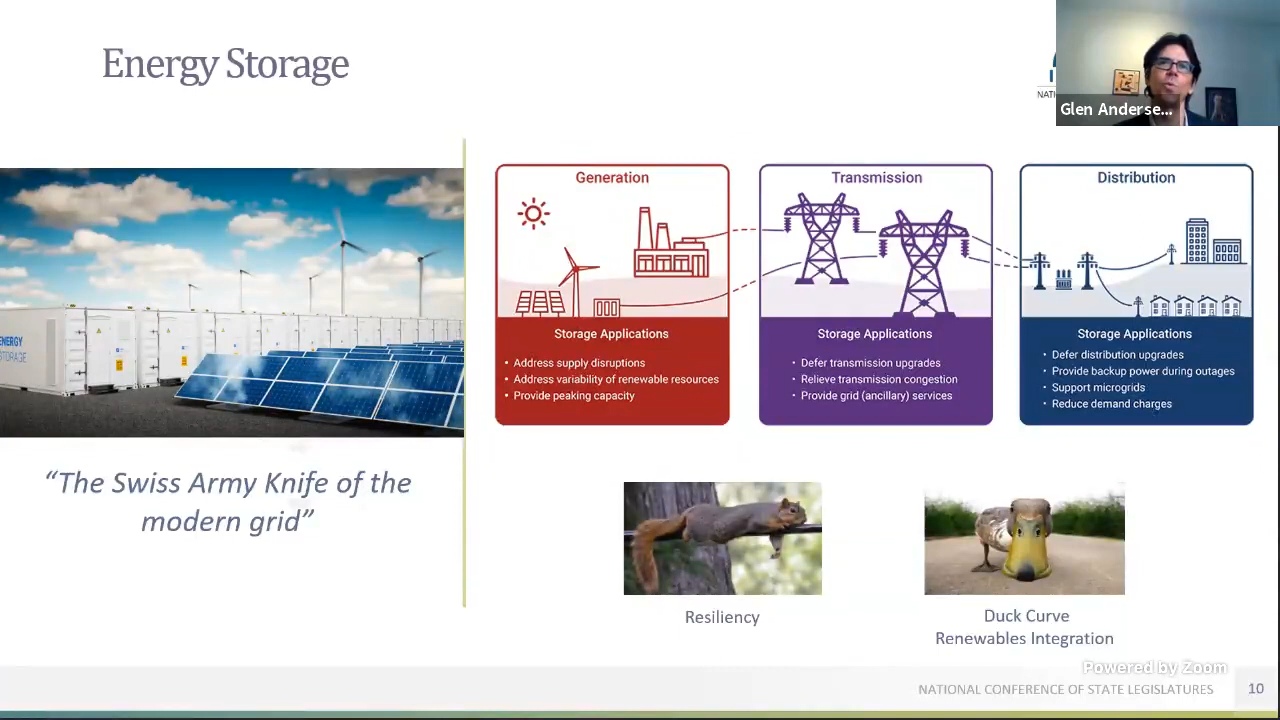 Energy Storage
Glen Anderse...
Generation
Storage Applications
• Address supply disruptions
• Address variability of renewable resources
• Provide peaking capacity
Transmission
Storage Applications
• Defer transmission upgrades
• Relieve transmission congestion
• Provide grid (ancillary) services
Distribution
Storage Applications
• Defer distribution upgrades
• Provide backup power during outages
• Support microgrids
• Reduce demand charges
ENERGY
STORAGE
“The Swiss Army Knife of the
modern grid”
Resiliency
Duck Curve
Renewables Integration
Powered by Zoom
NATIONAL CONFERENCE OF STATE LEGISLATURES
10